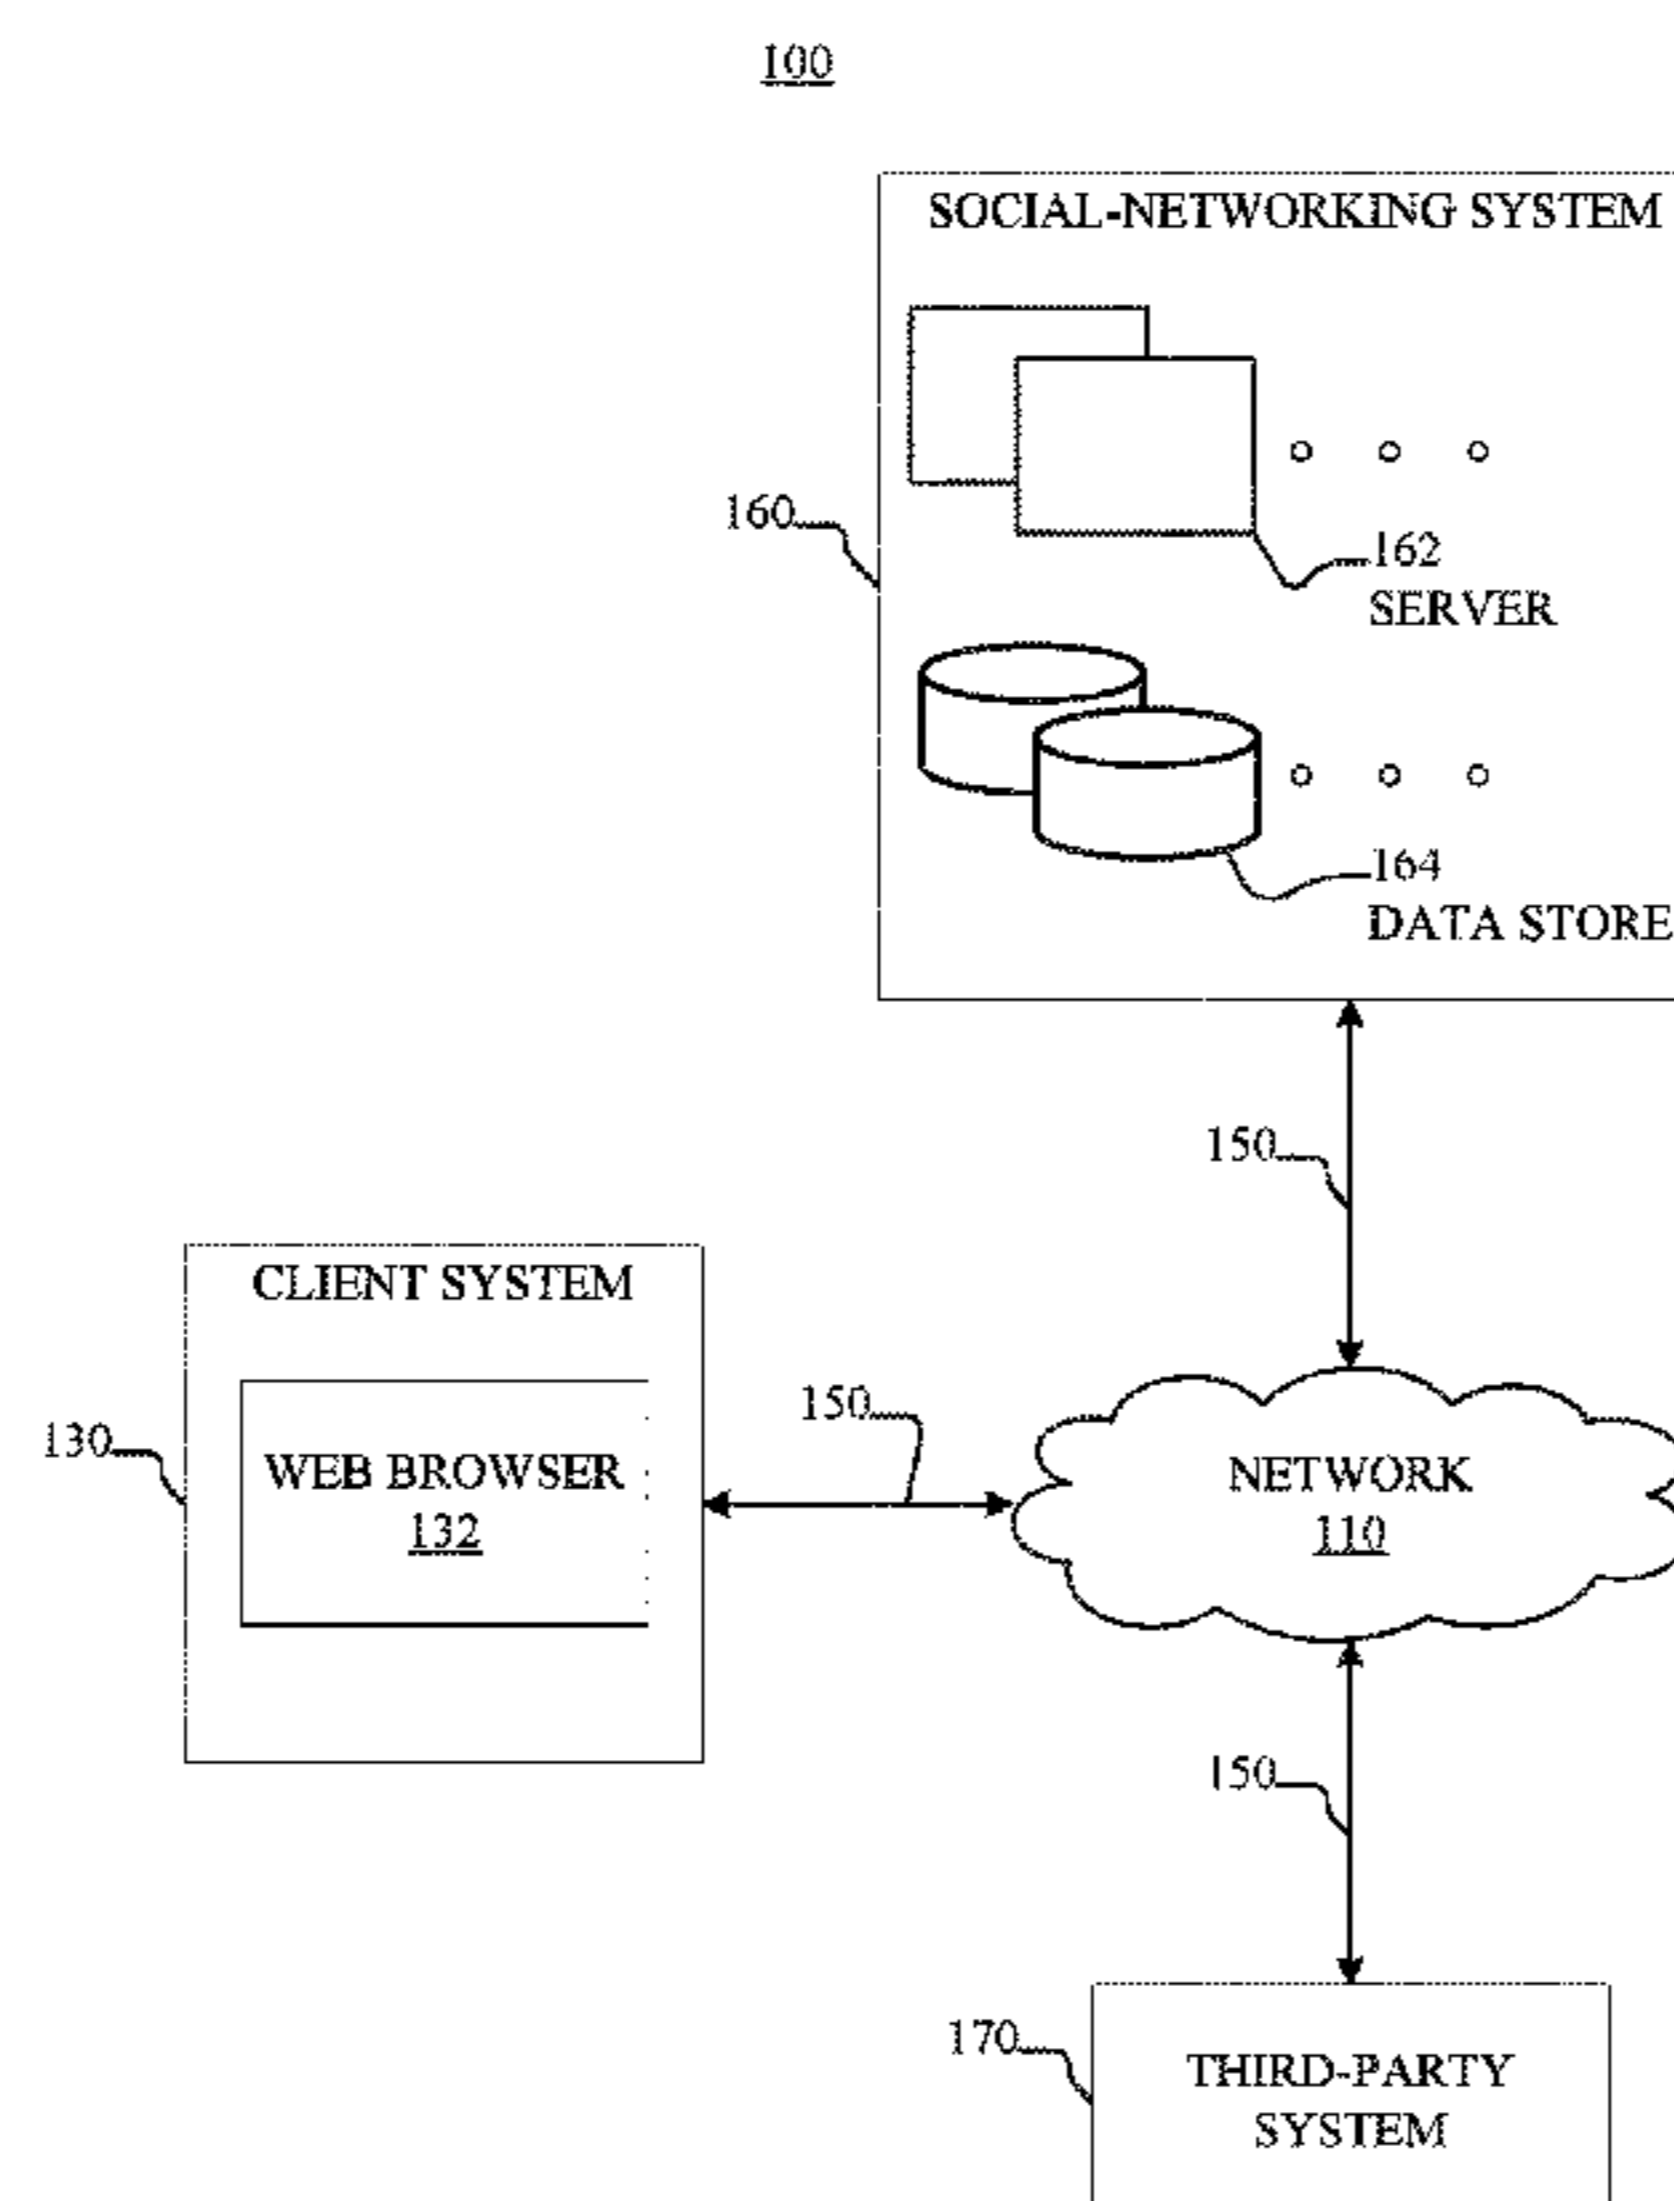 100
SOCIAL-NETWORKING SYSTEM
160
162
SERVER
164
DATA STORE
150
CLIENT SYSTEM
130
WEB BROWSER
132
150
NETWORK
110
150
170
THIRD-PARTY
SYSTEM